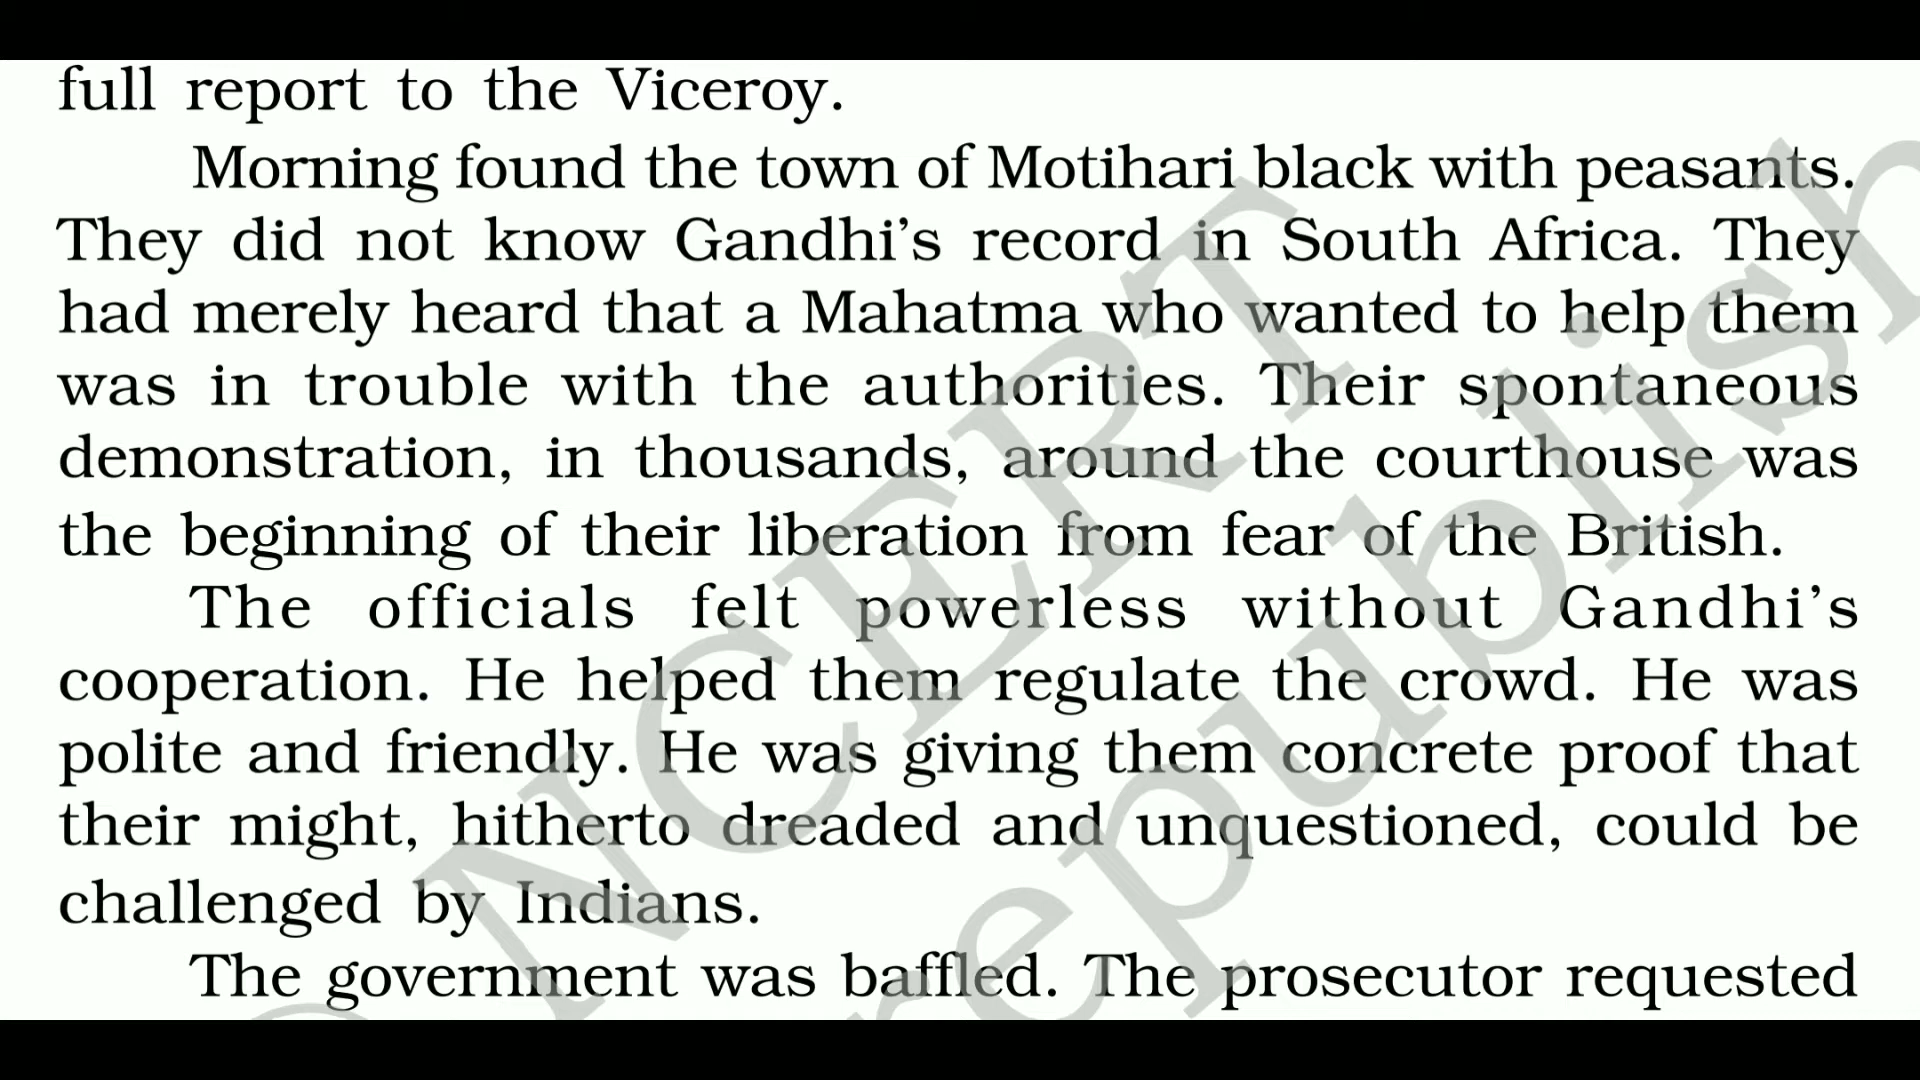 full report to the Viceroy.
Morning found the town of Motihari black with peasants.
They did not know Gandhi’s record in South Africa. They
had merely heard that a Mahatma who wanted to help them
was in trouble with the authorities. Their spontaneous
demonstration, in thousands, around the courthouse was
the beginning of their liberation from fear of the British.
The officials felt powerless without Gandhi’s
cooperation. He helped them regulate the crowd. He was
polite and friendly. He was giving them concrete proof that
their might, hitherto dreaded and unquestioned, could be
challenged by Indians.
The government was baffled. The prosecutor requested
NCERT
republish